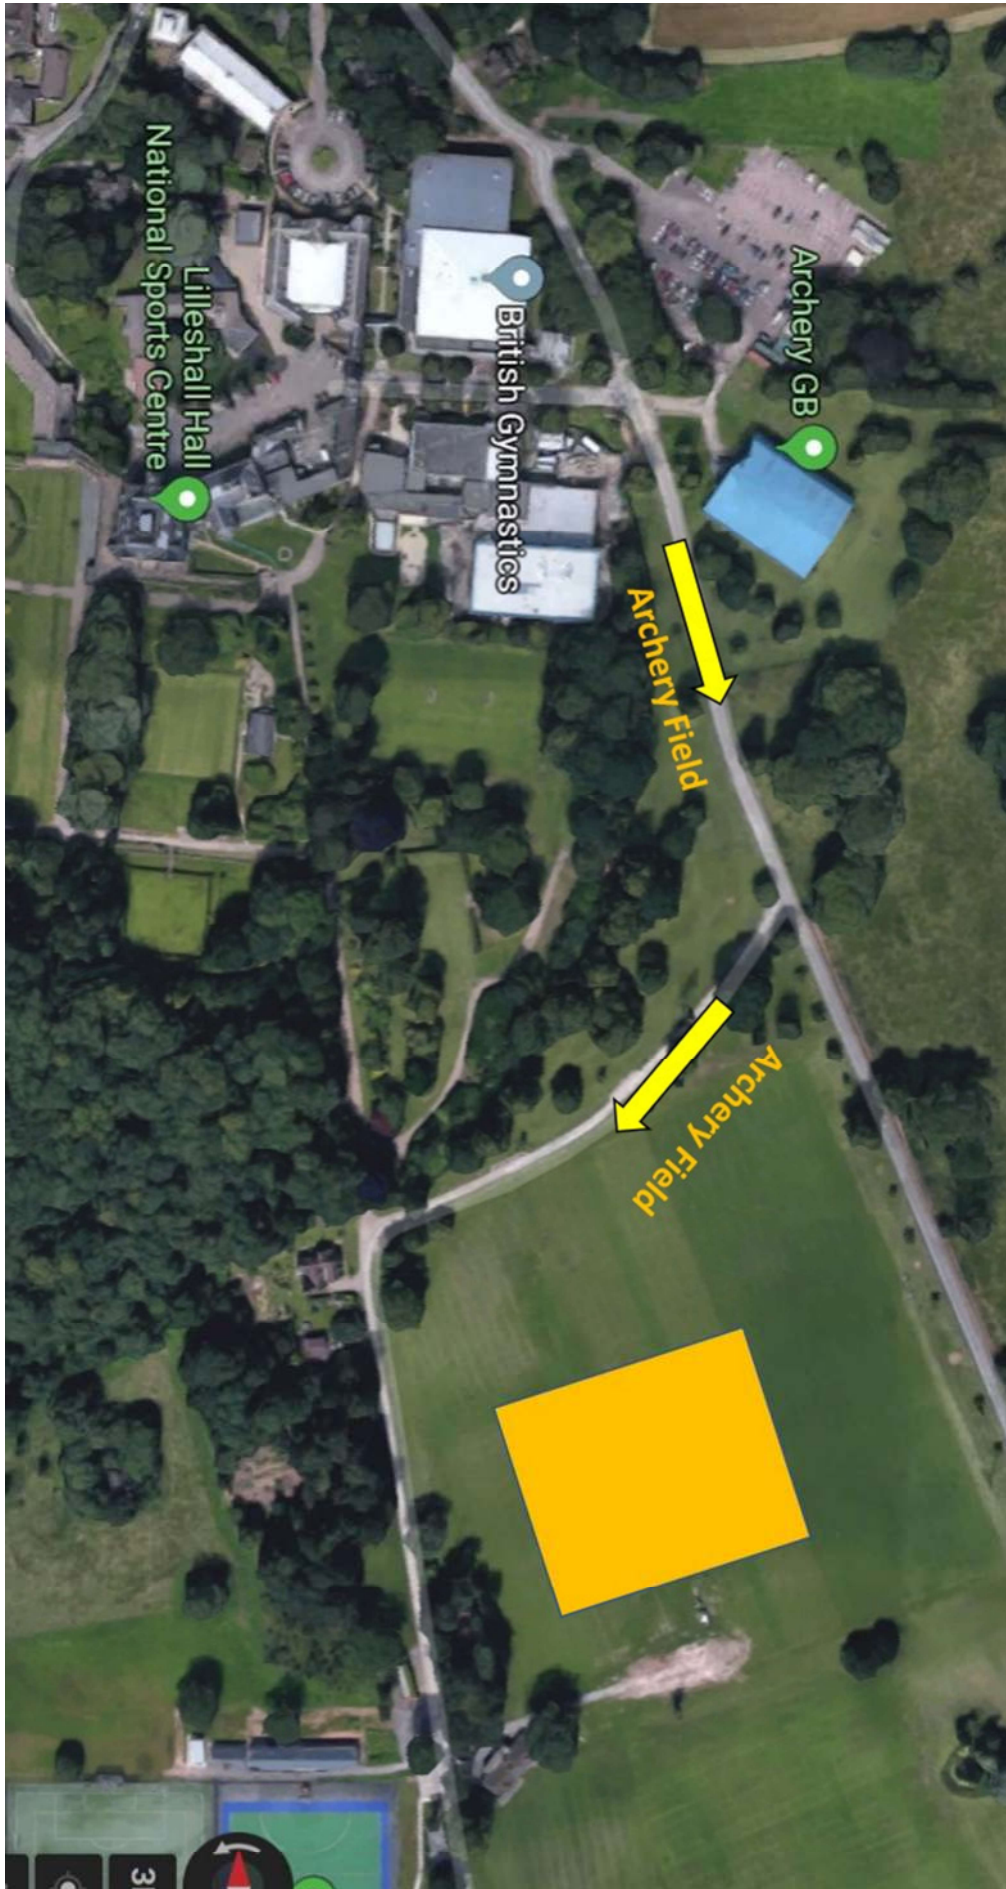 Archery GB
British Gymnastics
Lilleshall Hall
National Sports Centre
Archery Field
Archery Field